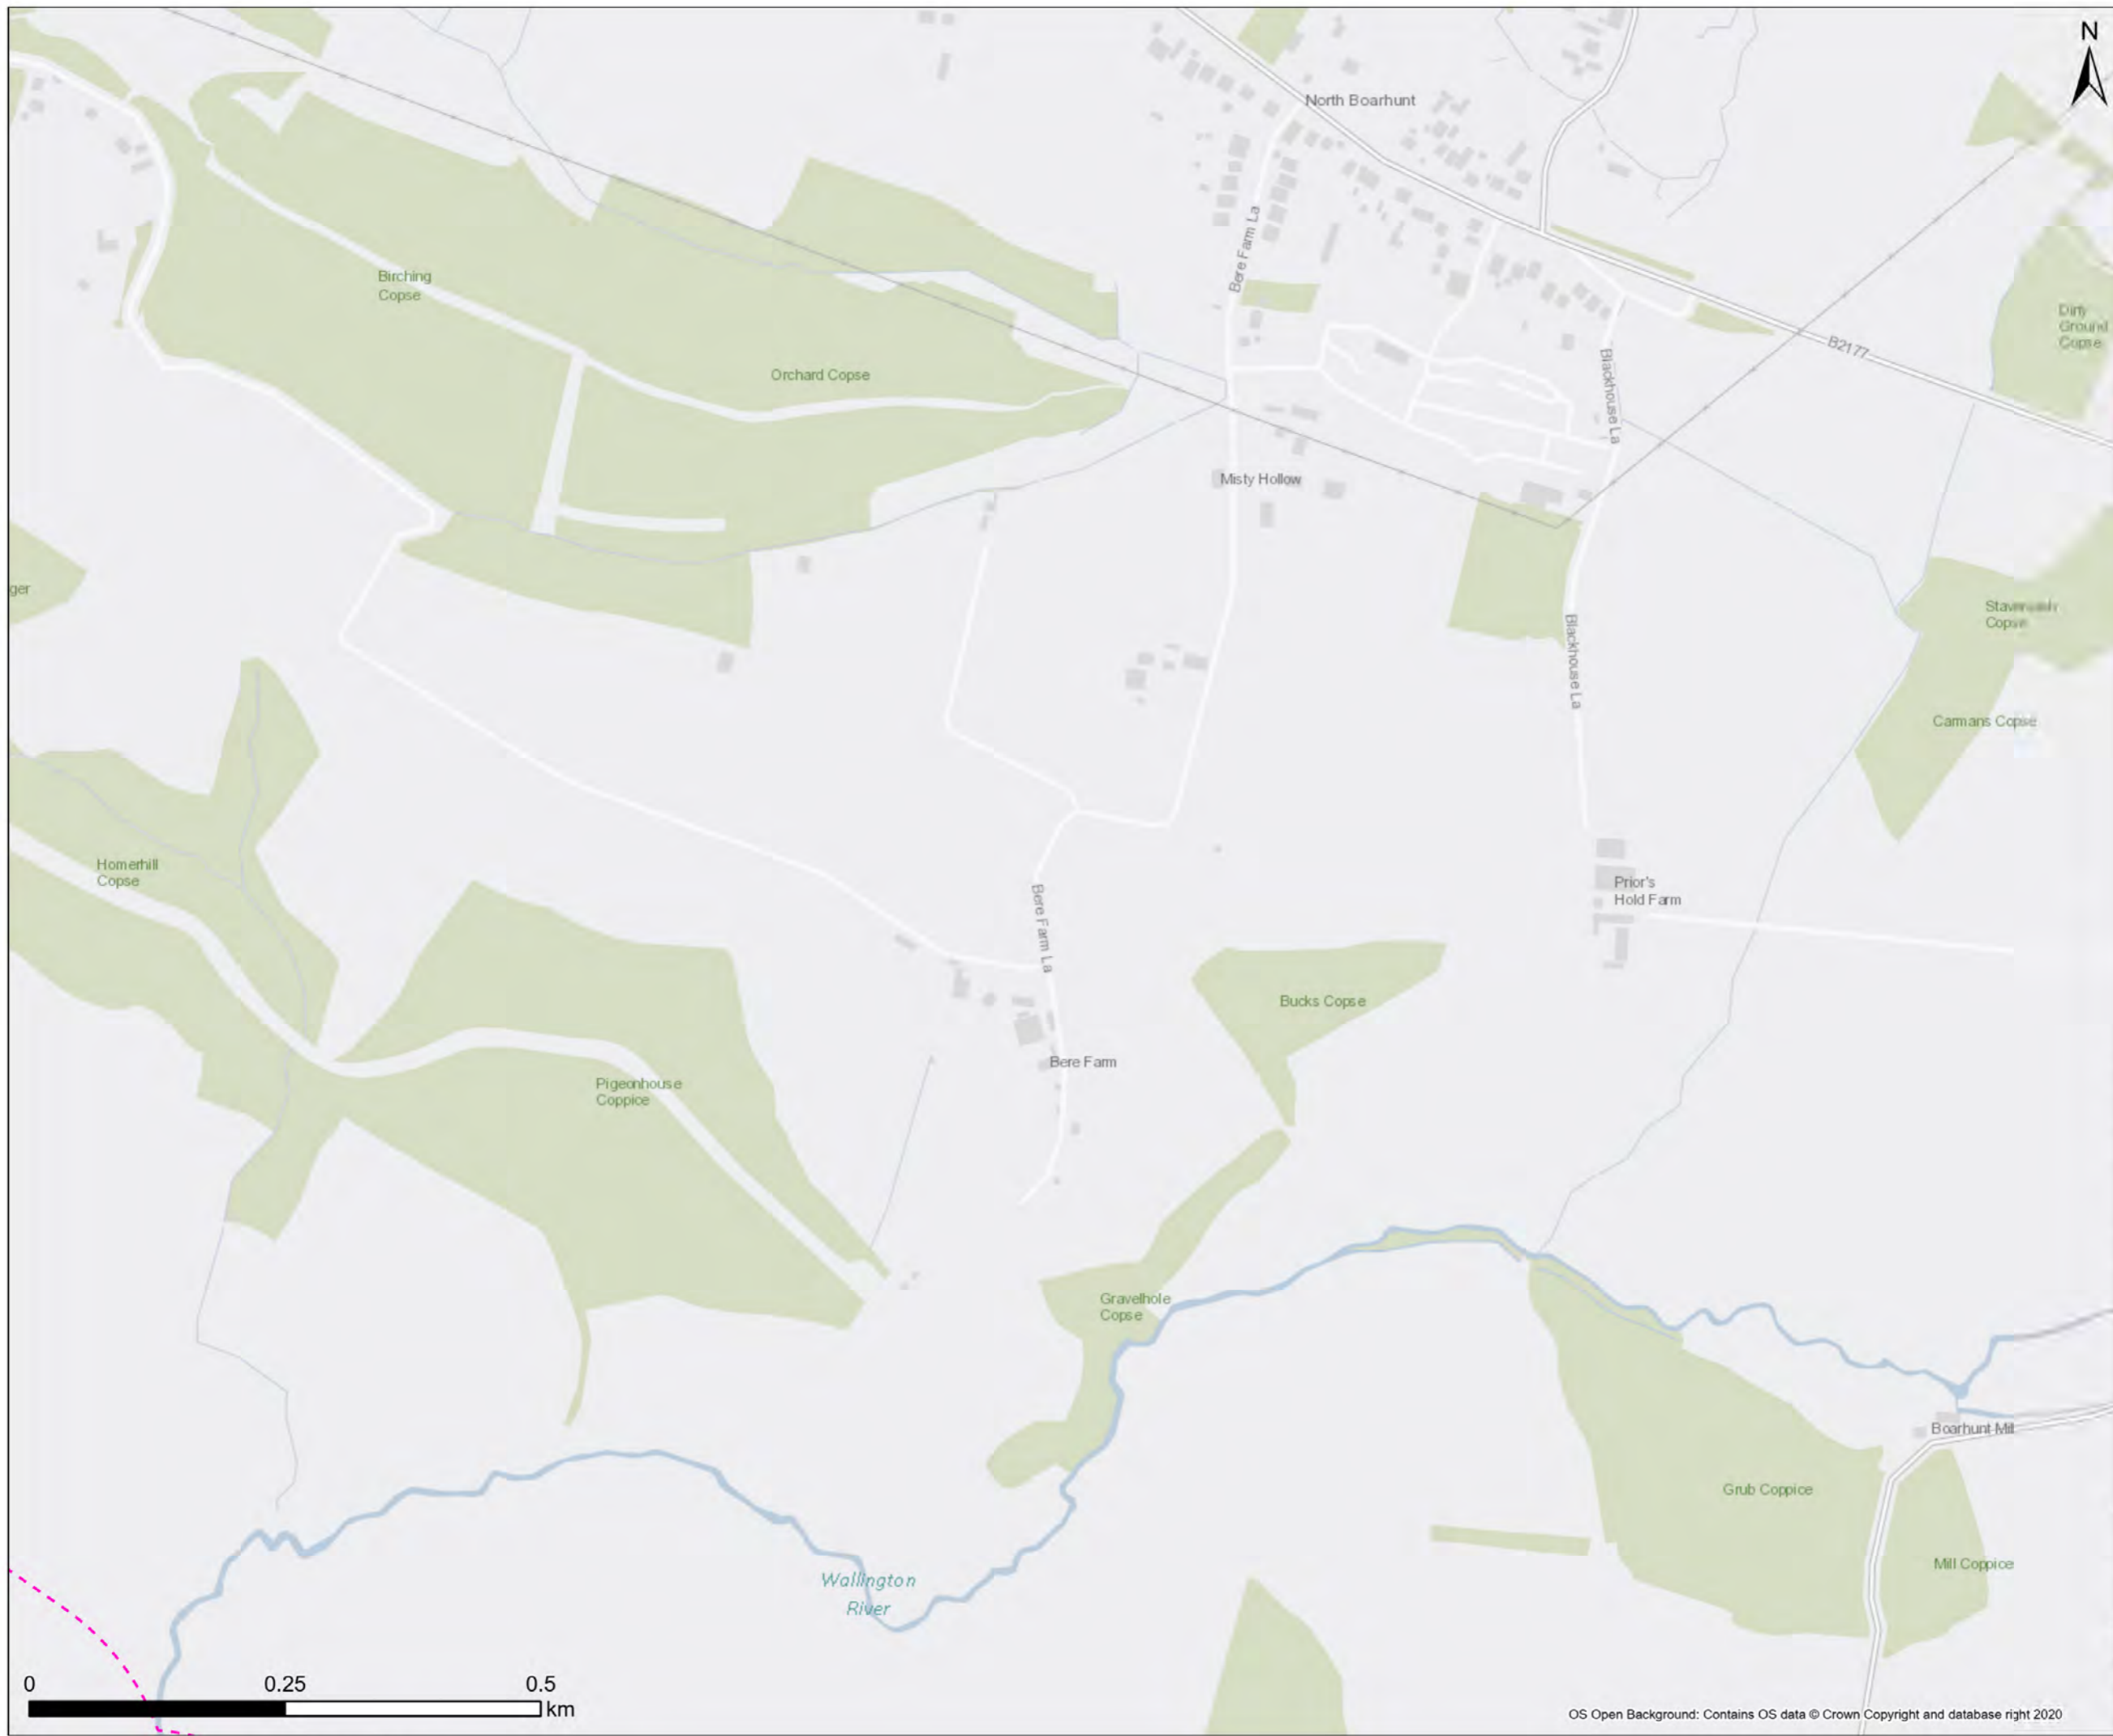 N
North Boarhunt
Bere Farm La
Birching
Copse
Dirty
Ground
Copse
B2177
Orchard Copse
Blackhouse La
Misty Hollow
ger
Copse
Blackhouse La
Carmans Copse
Homerhill
Copse
Prior's
Hold Farm
Bere Farm La
Bucks Copse
Bere Farm
Pigeonhouse
Coppice
Gravelhole
Copse
Boarhunt Mill
Grub Coppice
Mill Coppice
Wallington
River
0 0.25 0.5
km
OS Open Background: Contains OS data © Crown Copyright and database right 2020